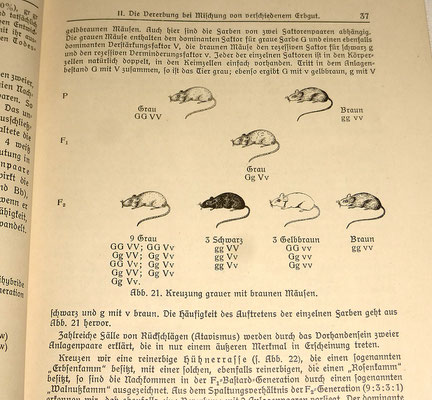 II. Die Vererbung bei Mischung von verschiedenem Erbgut. 37
gelbbraunen Mäusen. Auch hier sind die Farben von zwei Faktorenpaaren abhängig.
Die grauen Mäuse enthalten den dominanten Faktor für graue Farbe G und einen ebenfalls
dominanten Verstärkungsfaktor V, die braunen Mäuse den rezessiven Faktor für schwarz g
und den rezessiven Verminderungsfaktor v. Jeder der einzelnen Faktoren ist in den Körper-
zellen natürlich doppelt, in den Keimzellen einfach vorhanden. Tritt in dem Anlagen-
bestand G mit V zusammen, so ist das Tier grau; ebenso ergibt G mit v gelbbraun, g mit V
P
Grau Braun
GG VV gg vv
F₁
Grau
Gg Vv
F₂
9 Grau 3 Schwarz 3 Gelbbraun Braun
GG VV; GG Vv gg VV GG vv gg vv
GG Vv; Gg VV gg Vv Gg vv
Gg Vv; Gg Vv gg Vv Gg vv
Gg VV; Gg Vv
Gg Vv.
Abb. 21. Kreuzung grauer mit braunen Mäusen.
schwarz und g mit v braun. Die Häufigkeit des Auftretens der einzelnen Farben geht aus
Abb. 21 hervor.
Zahlreiche Fälle von Rückschlägen (Atavismus) werden durch das Vorhandensein zweier
Anlagenpaare erklärt, die in nur einem äußeren Merkmal in Erscheinung treten.
Kreuzen wir eine reinerbige Hühnerrasse (s. Abb. 22), die einen sogenannten
„Erbsenkamm" besitzt, mit einer solchen, ebenfalls reinerbigen, die einen „Rosenkamm"
besitzt, so sind die Nachkommen in der F₁-Bastard-Generation durch einen sogenannten
„Walnußkamm" ausgezeichnet. Aus dem Spaltungsverhältnis der F₂-Generation (9:3:3:1)